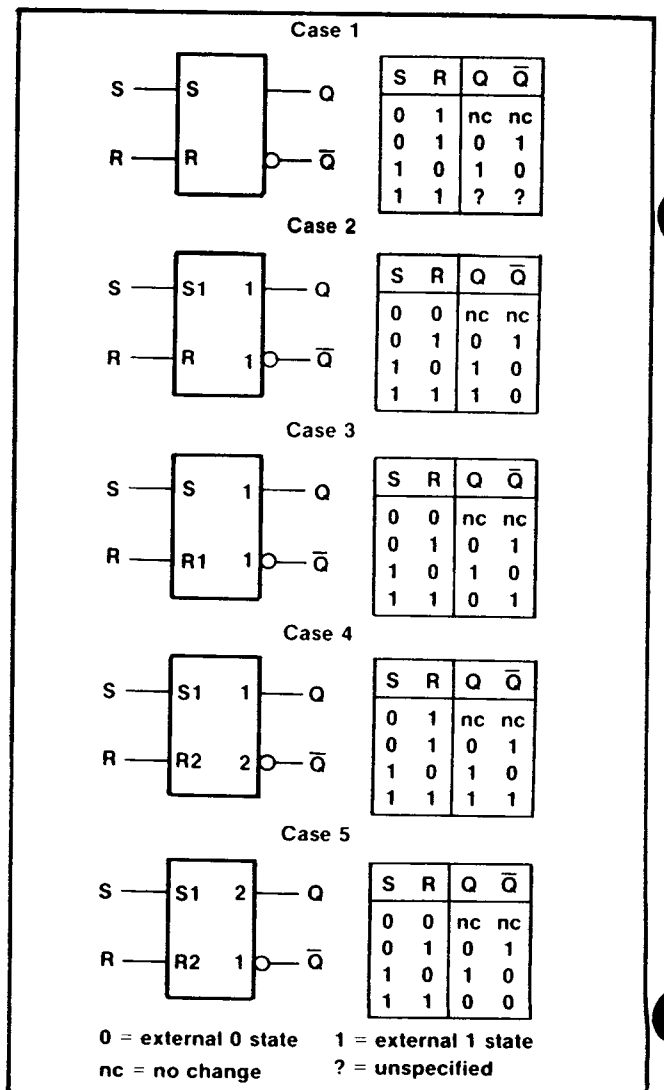 Case 1
S S Q
R R Q̅
S R Q Q̅
0 1 nc nc
0 1 0 1
1 0 1 0
1 1 ? ?
Case 2
S S1 1 Q
R R 1 Q̅
S R Q Q̅
0 0 nc nc
0 1 0 1
1 0 1 0
1 1 1 0
Case 3
S S 1 Q
R R1 1 Q̅
S R Q Q̅
0 0 nc nc
0 1 0 1
1 0 1 0
1 1 0 1
Case 4
S S1 1 Q
R R2 2 Q̅
S R Q Q̅
0 1 nc nc
0 1 0 1
1 0 1 0
1 1 1 1
Case 5
S S1 2 Q
R R2 1 Q̅
S R Q Q̅
0 0 nc nc
0 1 0 1
1 0 1 0
1 1 0 0
0 = external 0 state 1 = external 1 state
nc = no change ? = unspecified